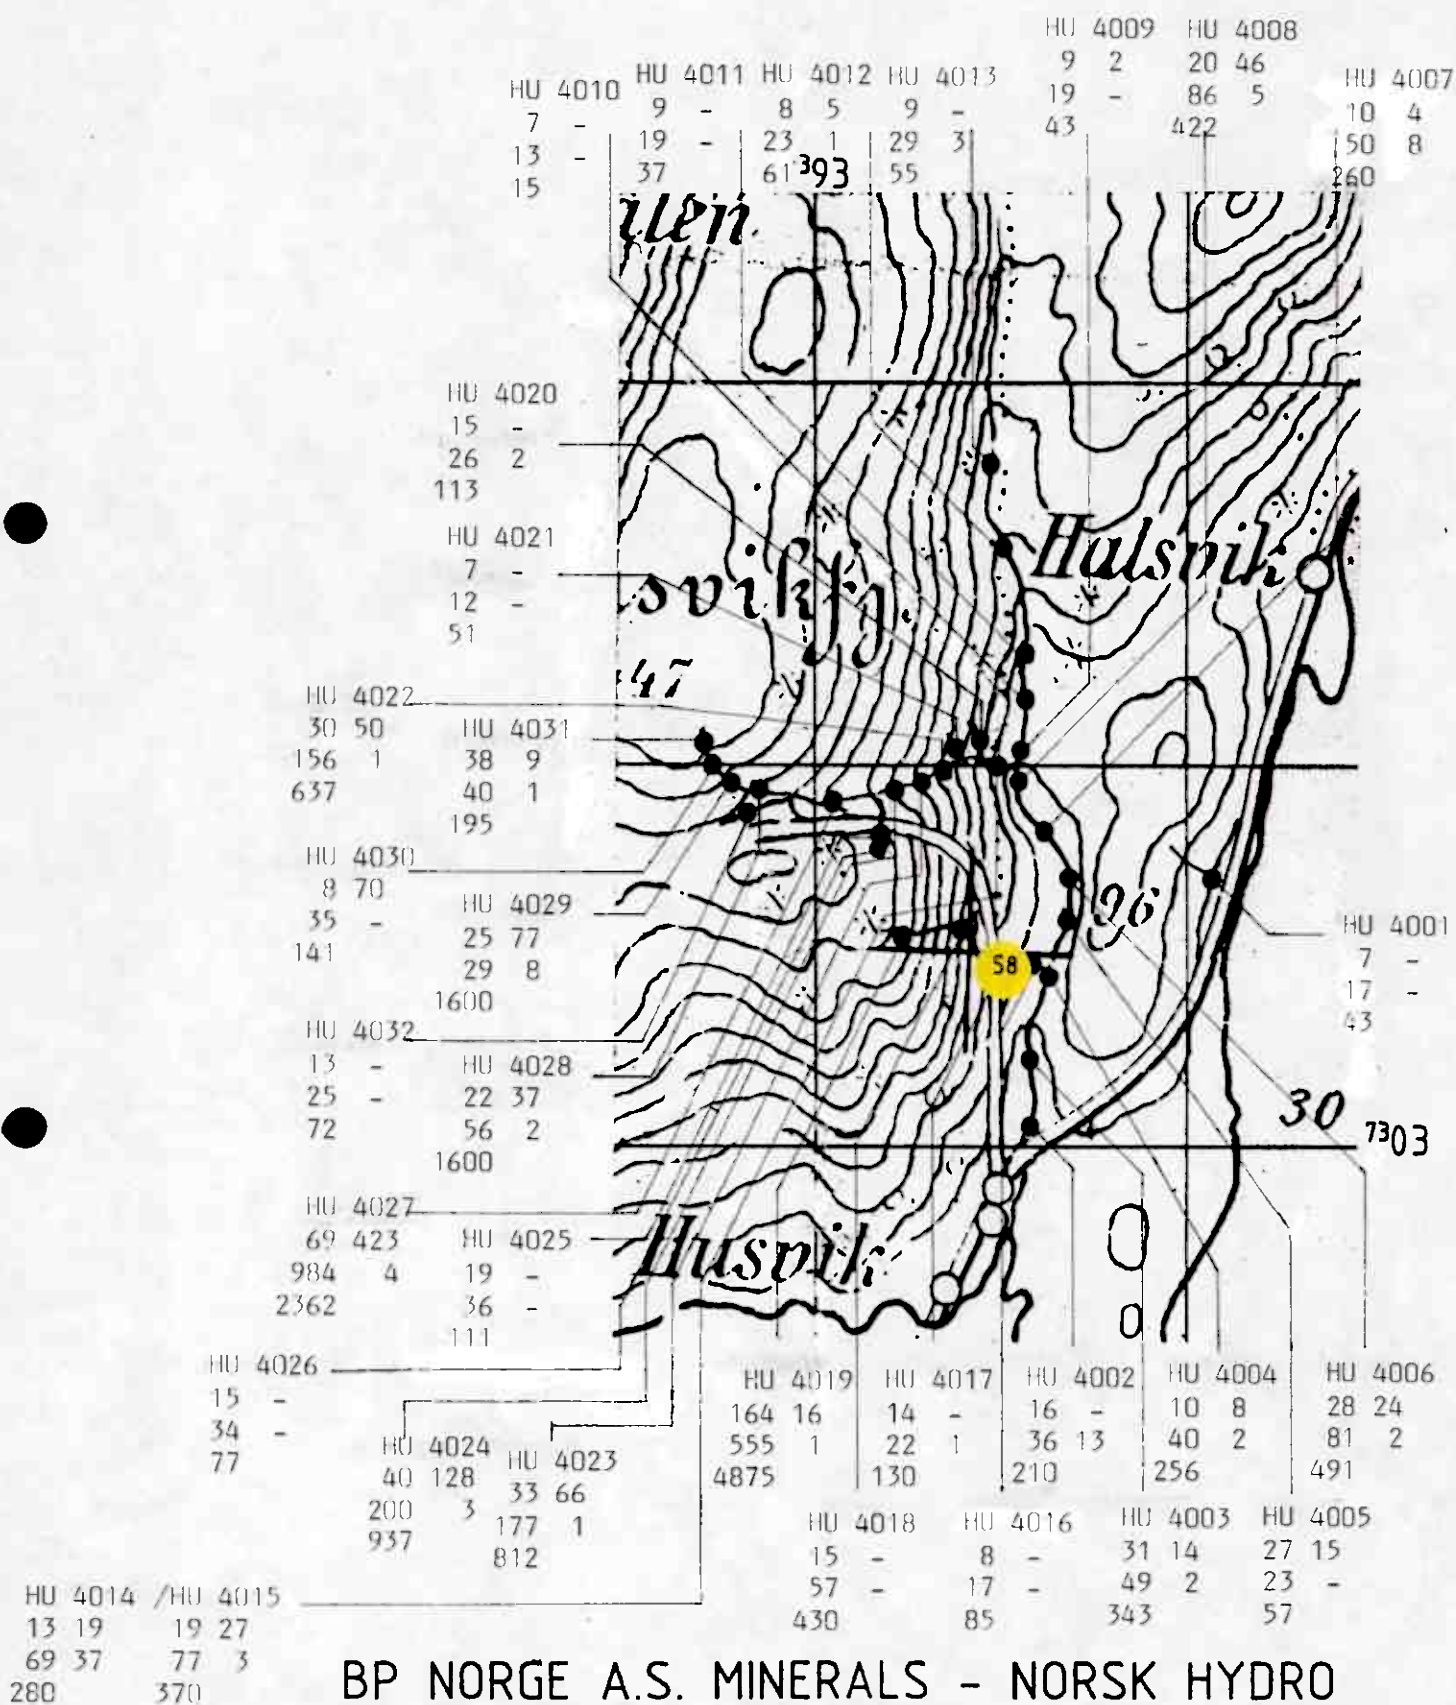 HU 4009
9 2
19 -
43
HU 4008
20 46
86 5
422
HU 4007
10 4
50 8
260
HU 4010
7 -
13 -
15
HU 4011
9 -
19 -
37
HU 4012
8 5
23 1
61
HU 4013
9 -
29 3
55
³93
HU 4020
15 -
26 2
113
HU 4021
7 -
12 -
51
svikfj.
Halsvik
47
HU 4022
30 50
156 1
637
HU 4031
38 9
40 1
195
HU 4030
8 70
35 -
141
HU 4029
25 77
29 8
1600
96
S8
HU 4001
7 -
17 -
43
HU 4032
13 -
25 -
72
HU 4028
22 37
56 2
1600
30
⁷³03
HU 4027
69 423
984 4
2362
HU 4025
19 -
36 -
111
Husvik
HU 4026
15 -
34 -
77
HU 4024
40 128
200 3
937
HU 4023
33 66
177 1
812
HU 4019
164 16
555 1
4875
HU 4017
14 -
22 1
130
HU 4002
16 -
36 13
210
HU 4004
10 8
40 2
256
HU 4006
28 24
81 2
491
HU 4018
15 -
57 -
430
HU 4016
8 -
17 -
85
HU 4003
31 14
49 2
343
HU 4005
27 15
23 -
57
HU 4014 /HU 4015
13 19 19 27
69 37 77 3
280 370
BP NORGE A.S. MINERALS - NORSK HYDRO